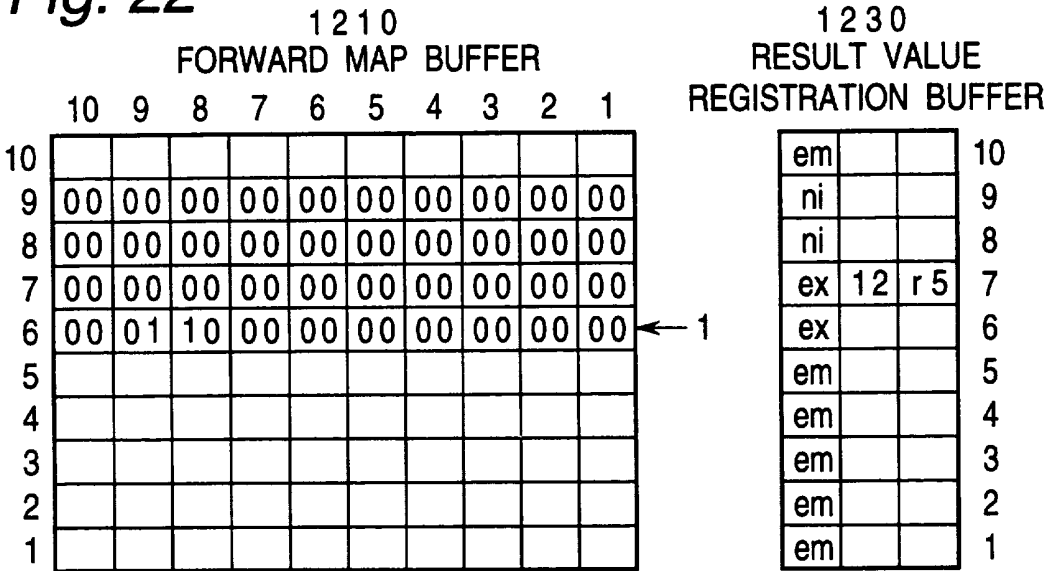 Fig. 22
1210
FORWARD MAP BUFFER
10 9 8 7 6 5 4 3 2 1
10
9 00 00 00 00 00 00 00 00 00 00
8 00 00 00 00 00 00 00 00 00 00
7 00 00 00 00 00 00 00 00 00 00
6 00 01 10 00 00 00 00 00 00 00 1
5
4
3
2
1
1230
RESULT VALUE
REGISTRATION BUFFER
em 10
ni 9
ni 8
ex 12 r5 7
ex 6
em 5
em 4
em 3
em 2
em 1